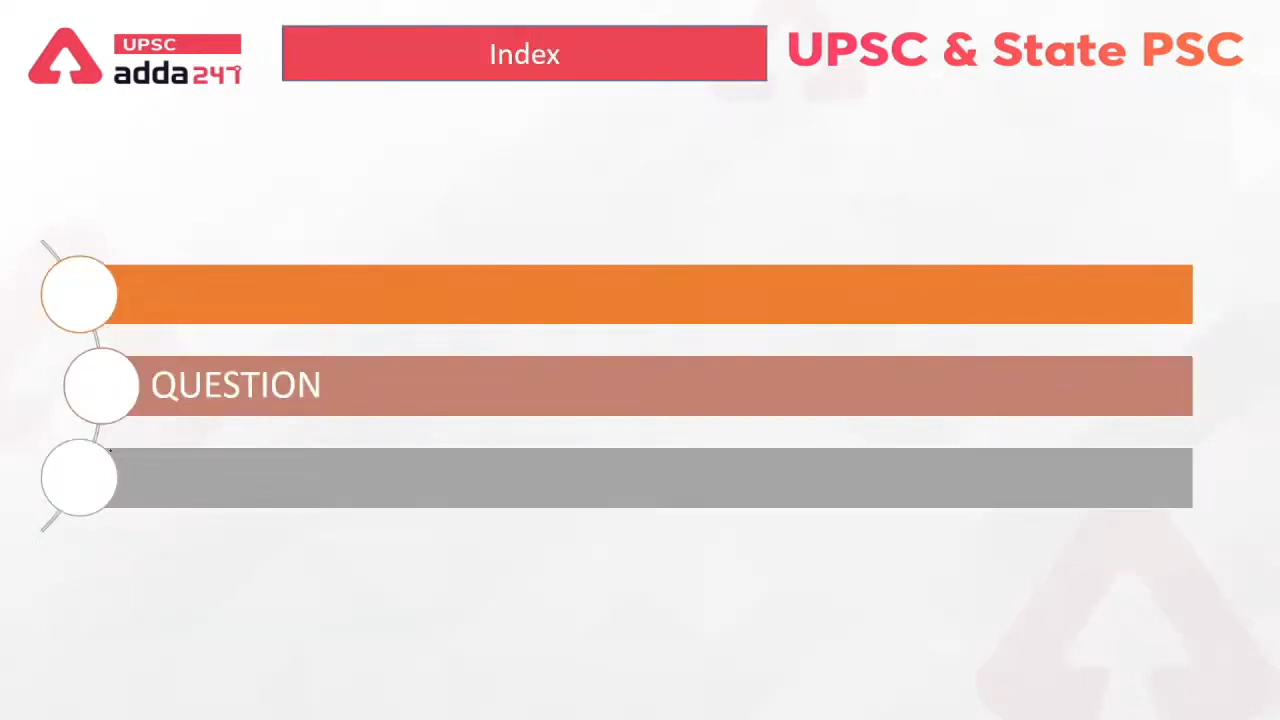 UPSC
adda247
Index
UPSC & State PSC
QUESTION